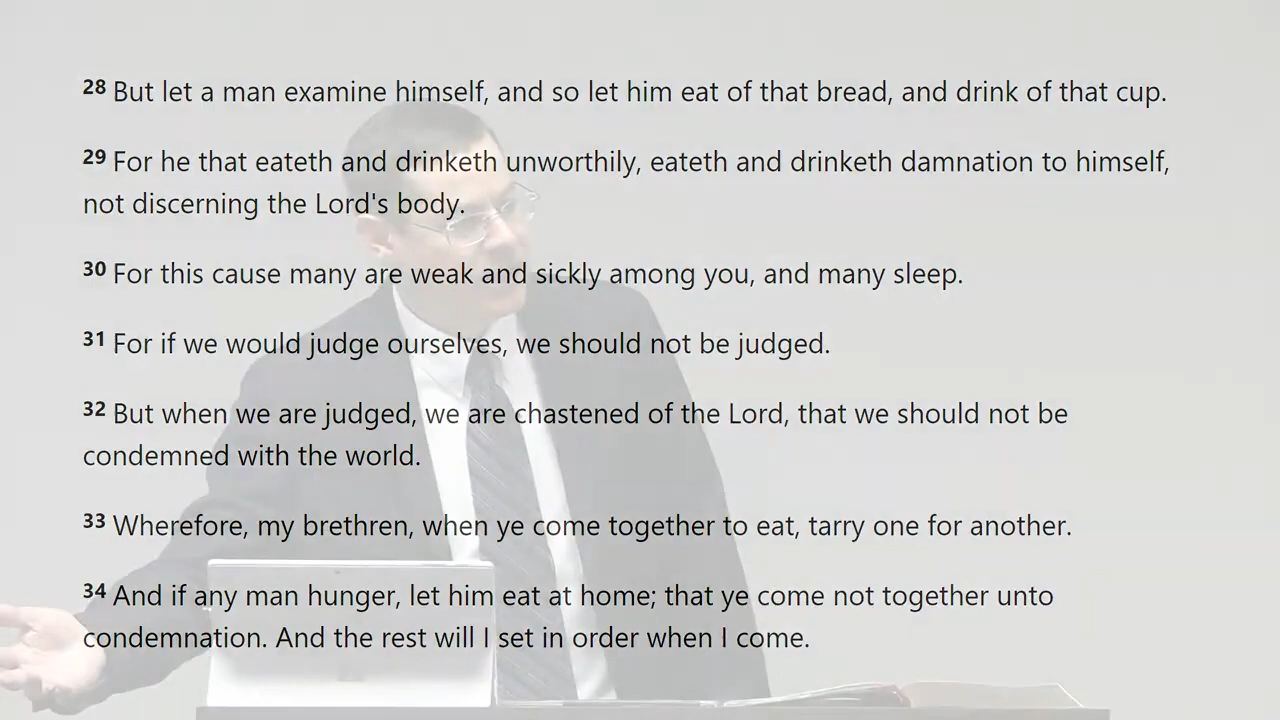 28 But let a man examine himself, and so let him eat of that bread, and drink of that cup.
29 For he that eateth and drinketh unworthily, eateth and drinketh damnation to himself,
not discerning the Lord's body.
30 For this cause many are weak and sickly among you, and many sleep.
31 For if we would judge ourselves, we should not be judged.
32 But when we are judged, we are chastened of the Lord, that we should not be
condemned with the world.
33 Wherefore, my brethren, when ye come together to eat, tarry one for another.
34 And if any man hunger, let him eat at home; that ye come not together unto
condemnation. And the rest will I set in order when I come.